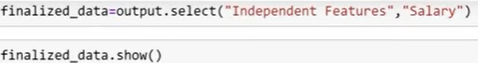 finalized_data=output.select("Independent Features","Salary")
finalized_data.show()